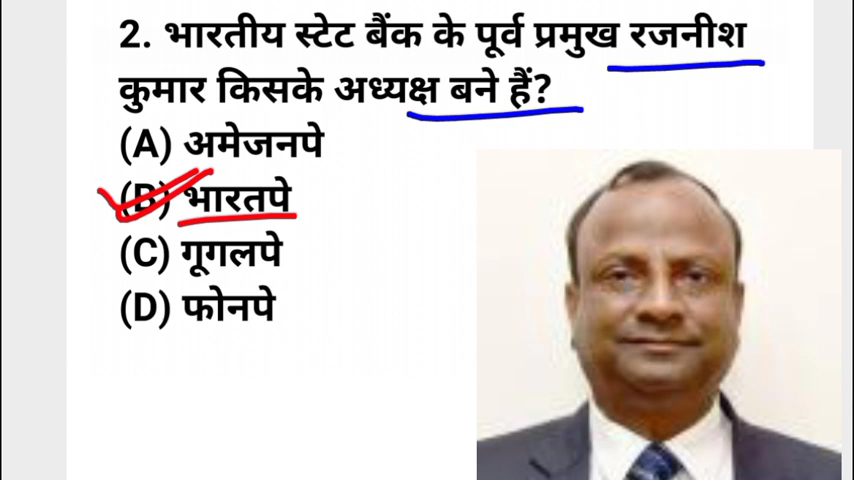 2. भारतीय स्टेट बैंक के पूर्व प्रमुख रजनीश
कुमार किसके अध्यक्ष बने हैं?
(A) अमेजनपे
(B) भारतपे
(C) गूगलपे
(D) फोनपे